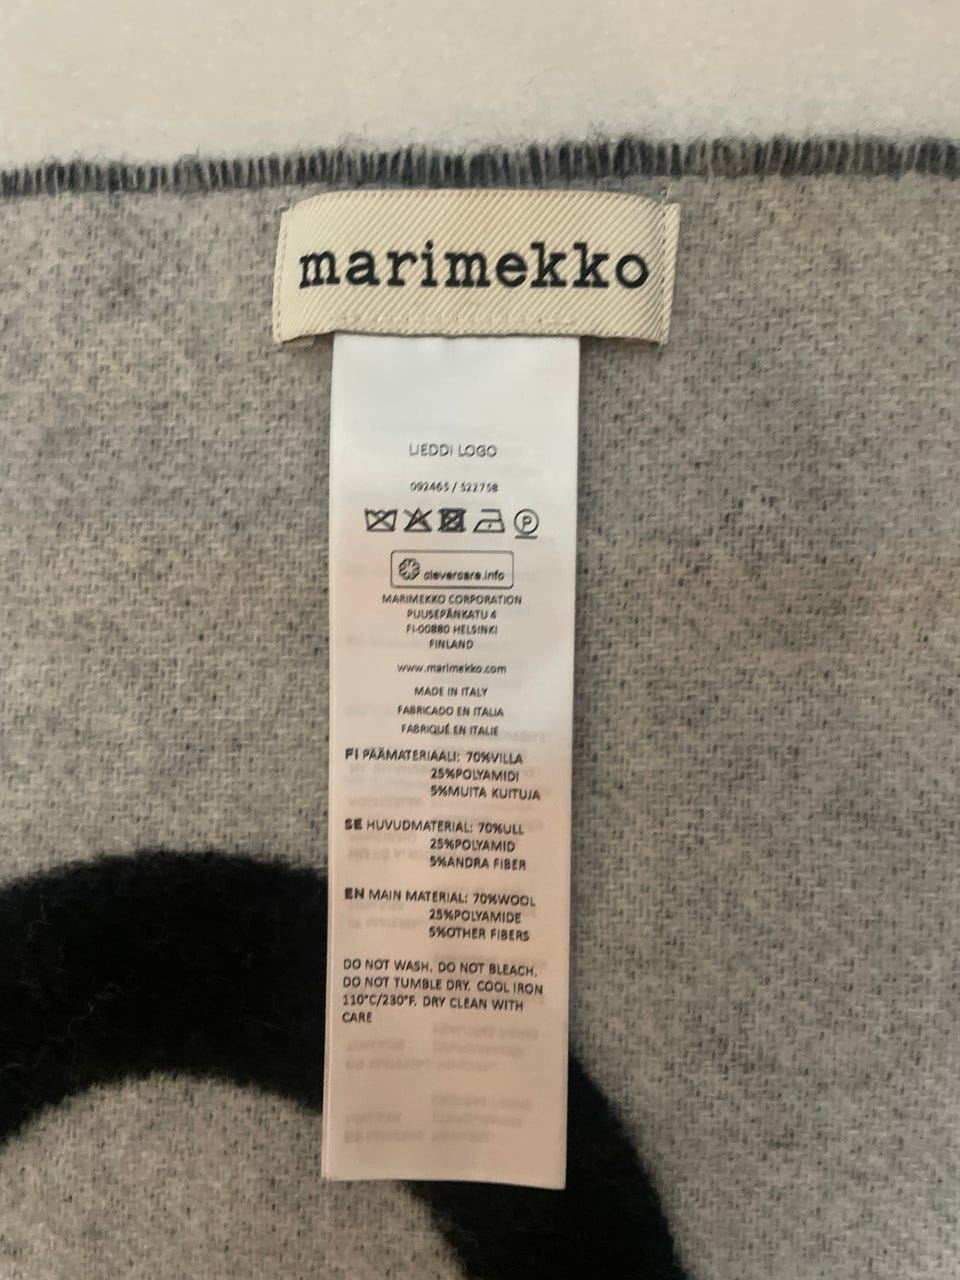 marimekko
LIEDDI LOGO
092465 / 522758
P
clevercare.info
MARIMEKKO CORPORATION
PUUSEPÄNKATU 4
FI-00880 HELSINKI
FINLAND
www.marimekko.com
MADE IN ITALY
FABRICADO EN ITALIA
FABRIQUÉ EN ITALIE
FI PÄÄMATERIAALI: 70%VILLA
25%POLYAMIDI
5%MUITA KUITUJA
SE HUVUDMATERIAL: 70%ULL
25%POLYAMID
5%ANDRA FIBER
EN MAIN MATERIAL: 70%WOOL
25%POLYAMIDE
5%OTHER FIBERS
DO NOT WASH. DO NOT BLEACH.
DO NOT TUMBLE DRY. COOL IRON
110°C/230°F. DRY CLEAN WITH
CARE